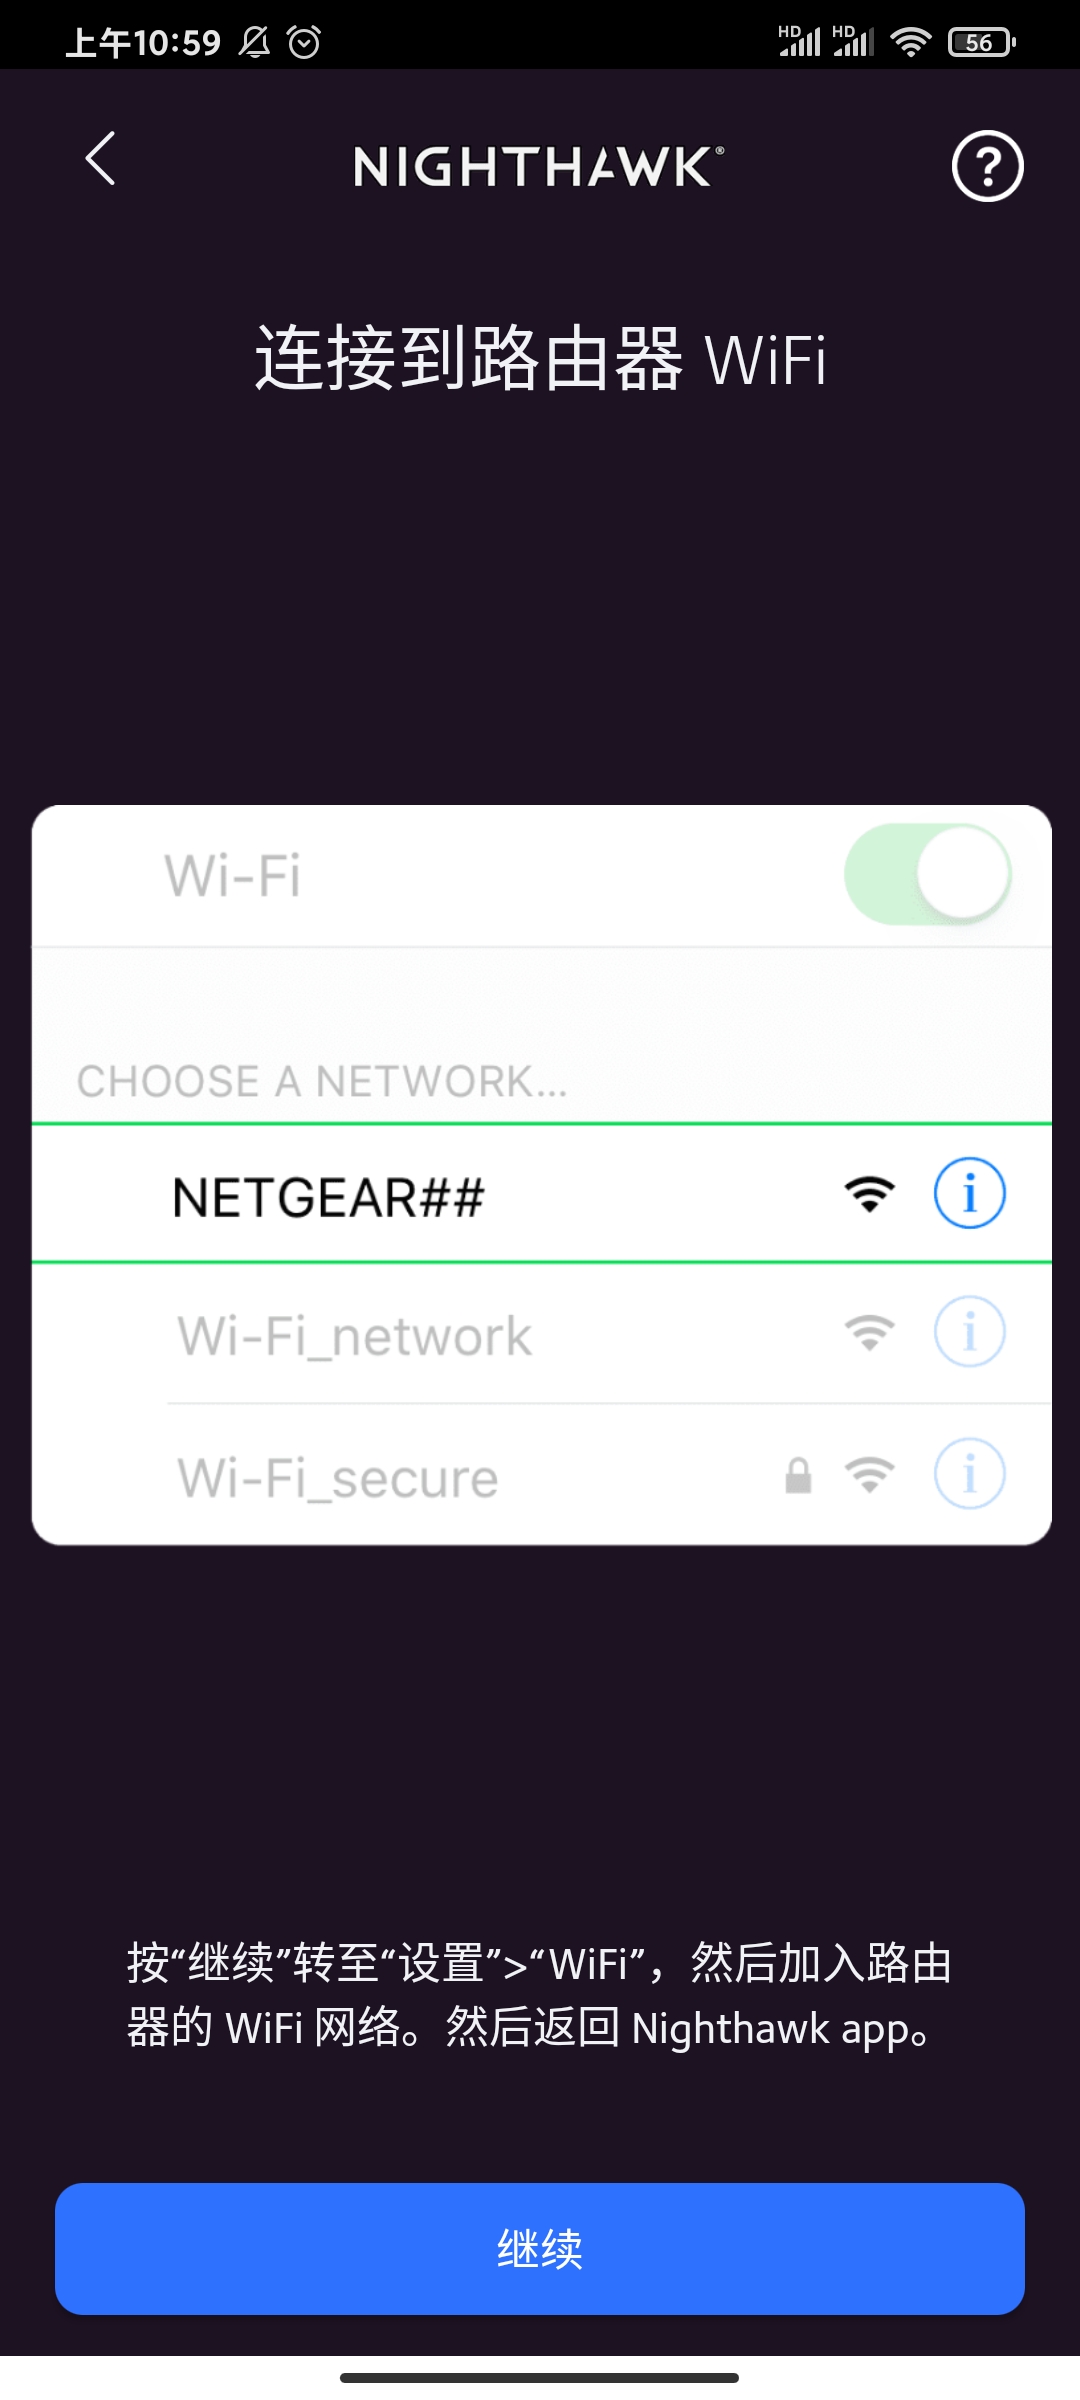 上午10:59
HD HD 56
NIGHTHAWK®
?
连接到路由器 WiFi
Wi-Fi
CHOOSE A NETWORK...
NETGEAR##
i
Wi-Fi_network
i
Wi-Fi_secure
i
按“继续”转至“设置”>“WiFi”，然后加入路由
器的 WiFi 网络。然后返回 Nighthawk app。
继续